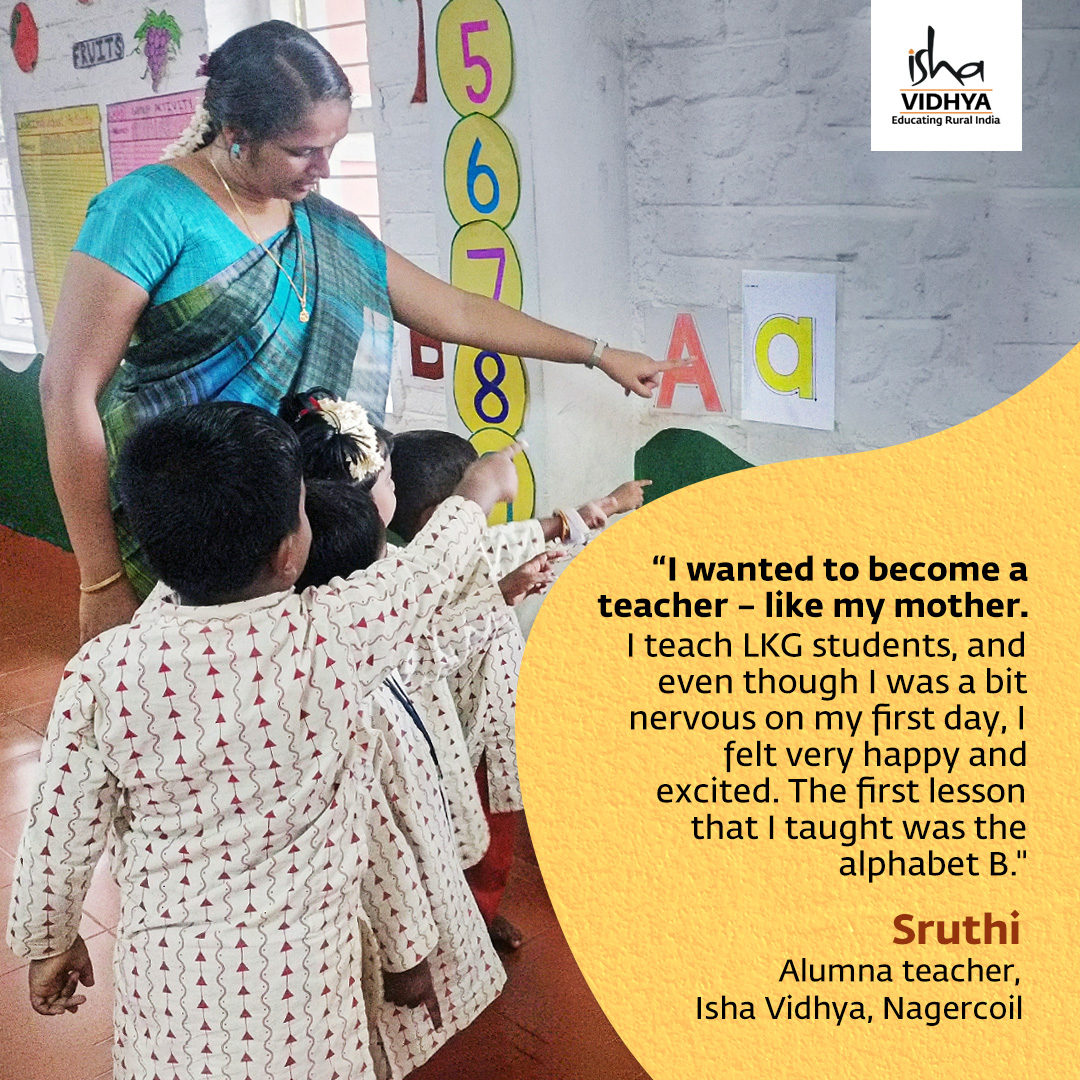 FRUITS
5
6
7
8
B
A
a
isha
VIDHYA
Educating Rural India
“I wanted to become a
teacher – like my mother.
I teach LKG students, and
even though I was a bit
nervous on my first day, I
felt very happy and
excited. The first lesson
that I taught was the
alphabet B."
Sruthi
Alumna teacher,
Isha Vidhya, Nagercoil